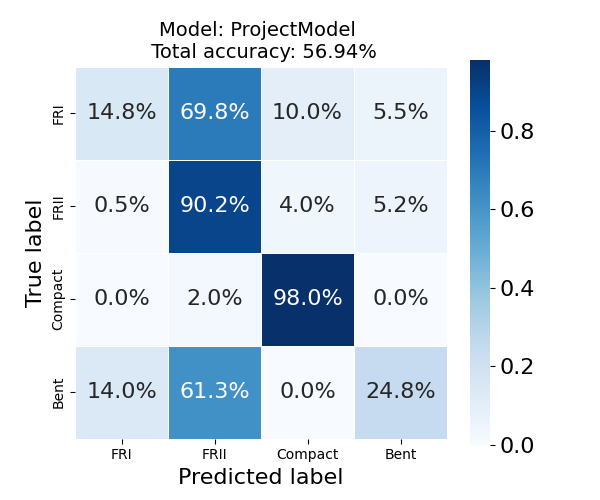 Model: ProjectModel
Total accuracy: 56.94%
True label
FRI 14.8% 69.8% 10.0% 5.5%
FRII 0.5% 90.2% 4.0% 5.2%
Compact 0.0% 2.0% 98.0% 0.0%
Bent 14.0% 61.3% 0.0% 24.8%
FRI FRII Compact Bent
Predicted label
0.8
0.6
0.4
0.2
0.0